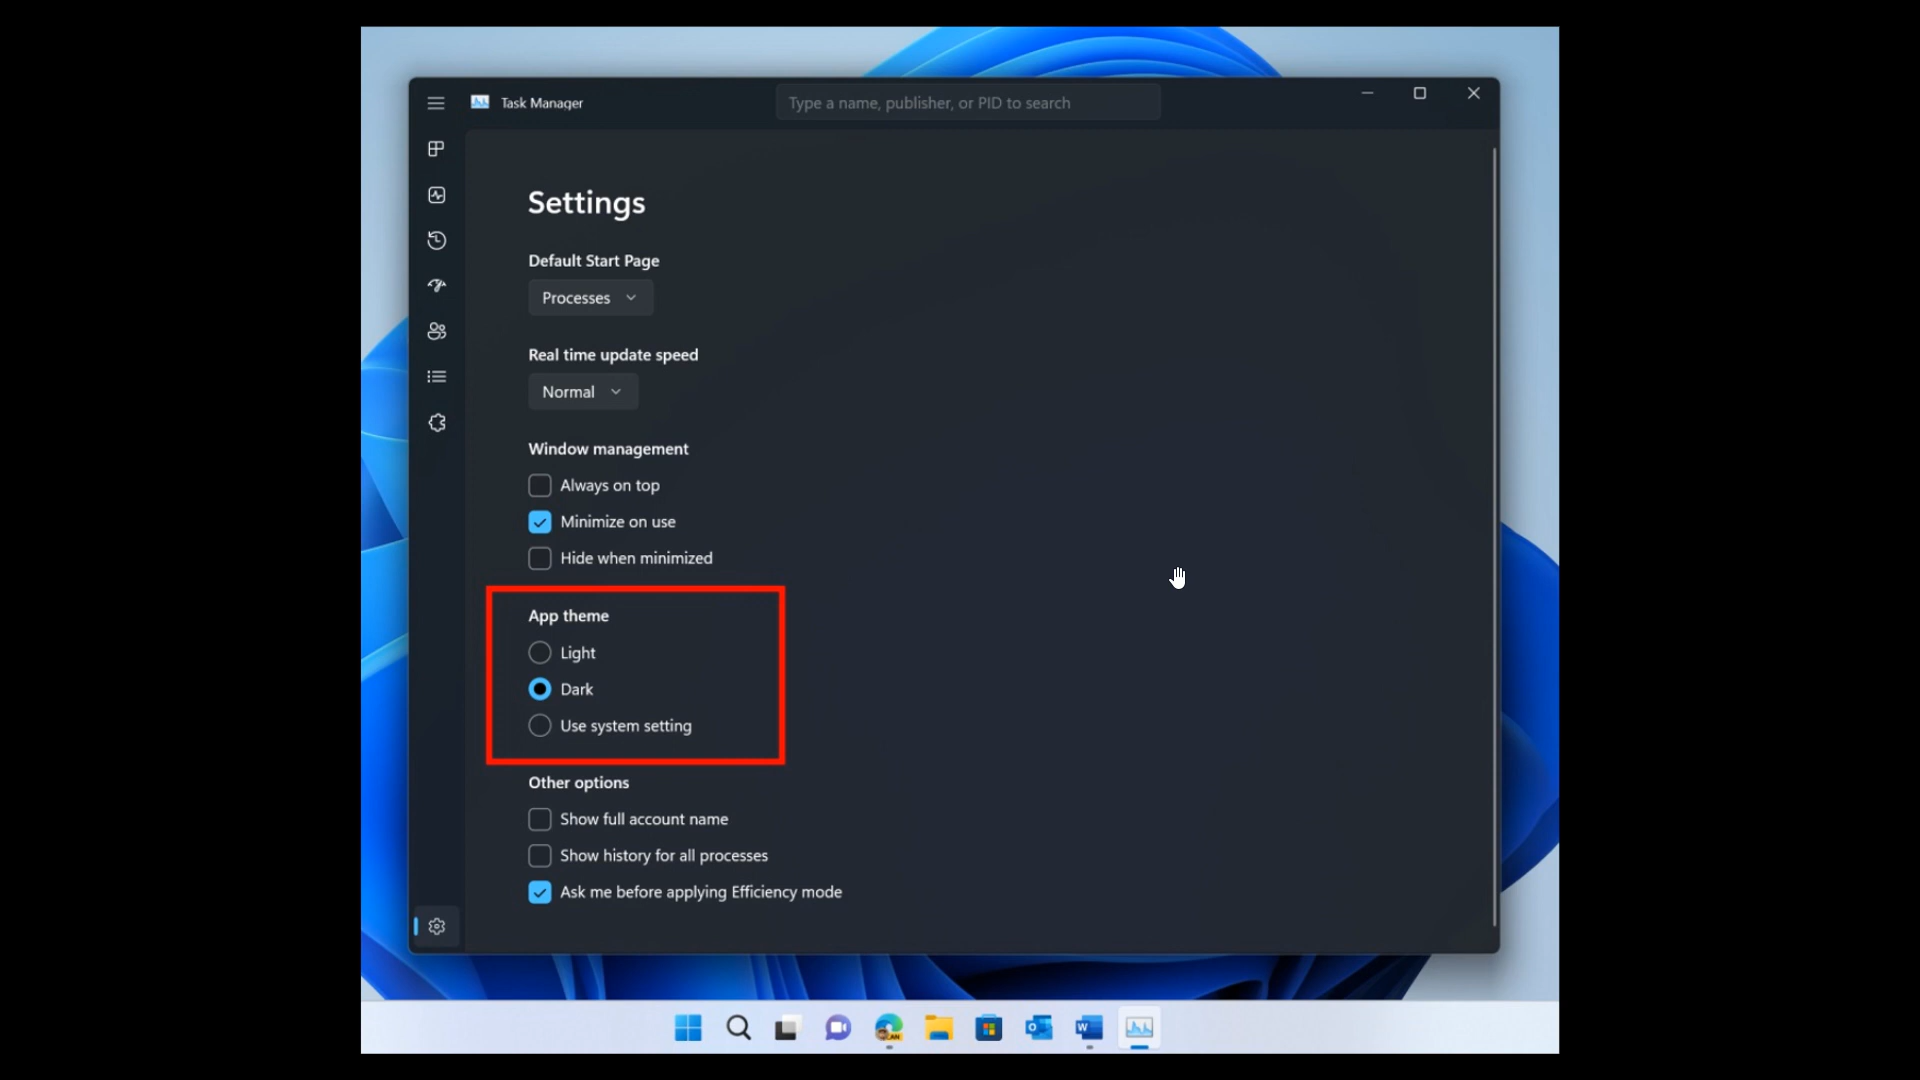 Task Manager
Type a name, publisher, or PID to search
Settings
Default Start Page
Processes
Real time update speed
Normal
Window management
Always on top
Minimize on use
Hide when minimized
App theme
Light
Dark
Use system setting
Other options
Show full account name
Show history for all processes
Ask me before applying Efficiency mode